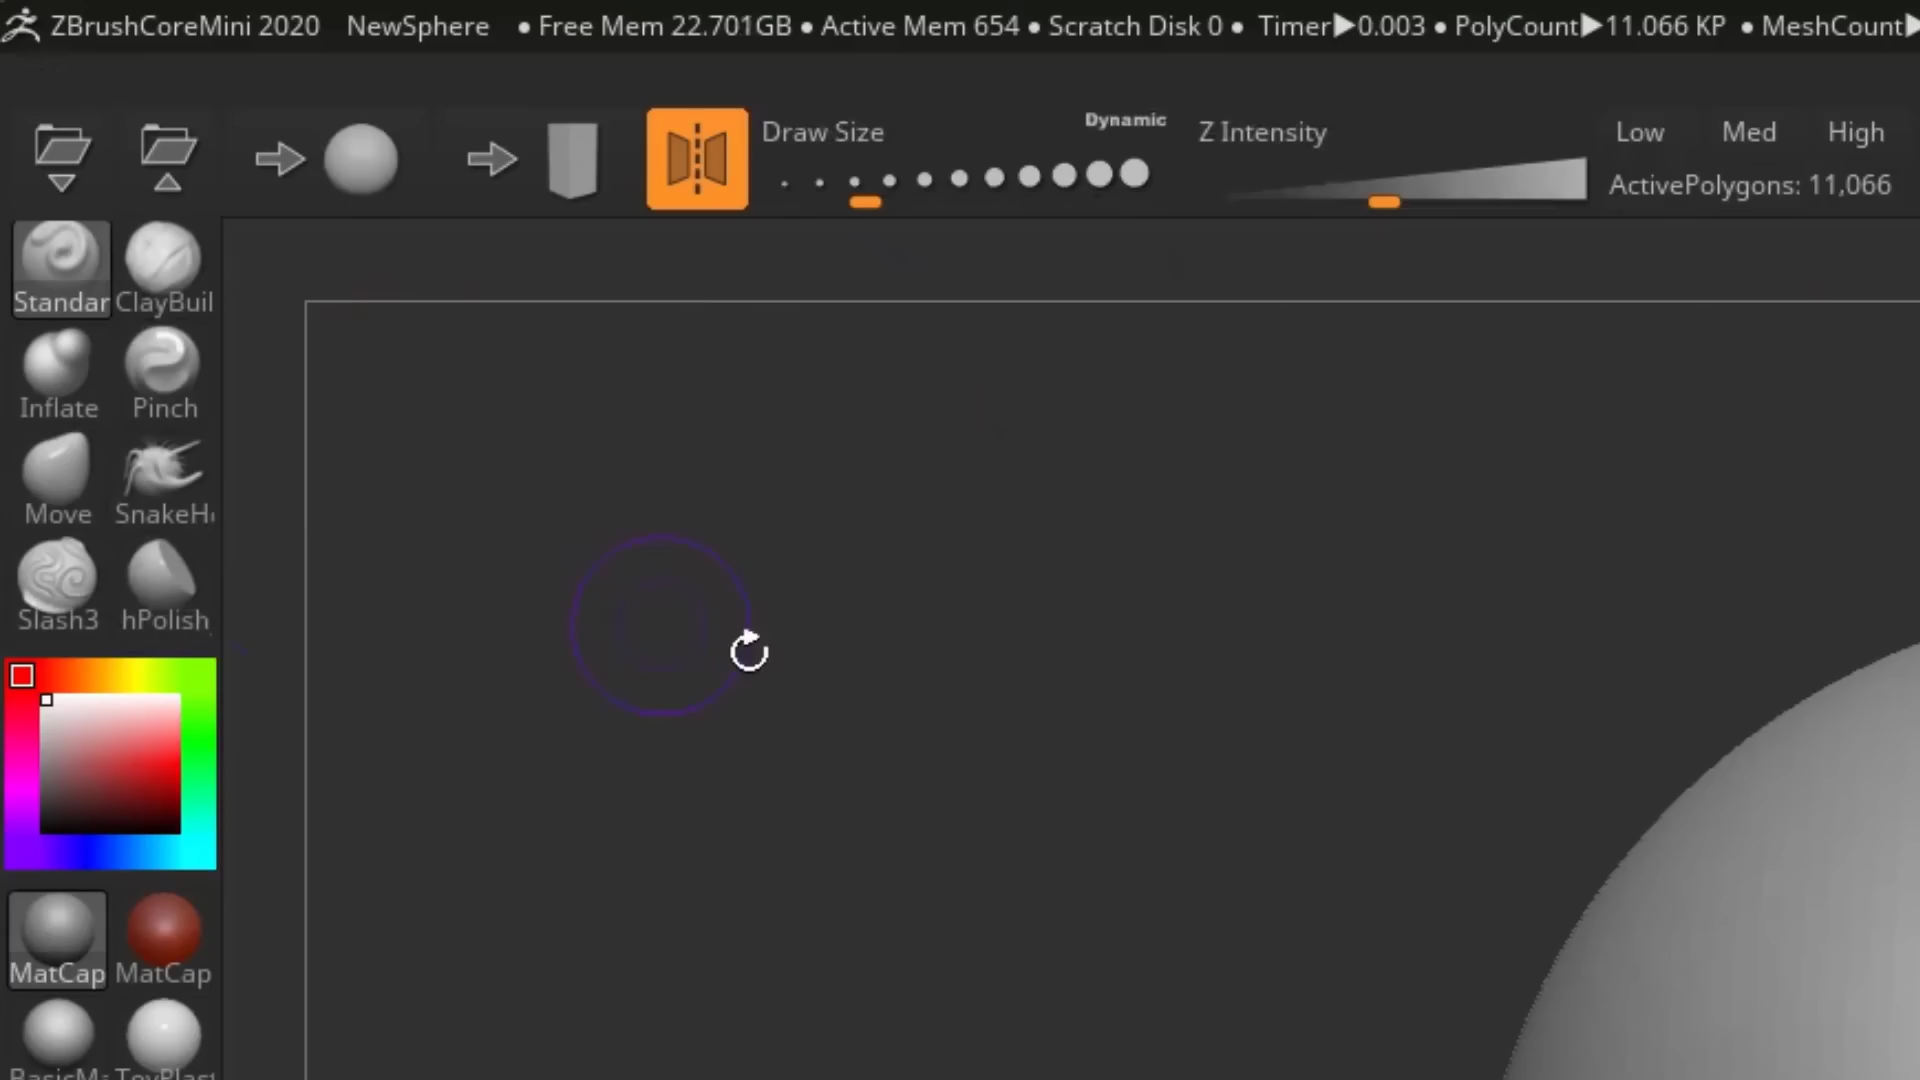 ZBrushCoreMini 2020 NewSphere • Free Mem 22.701GB • Active Mem 654 • Scratch Disk 0 • Timer▶0.003 • PolyCount▶11.066 KP • MeshCount▶
Draw Size Dynamic Z Intensity Low Med High
ActivePolygons: 11,066
Standar ClayBuil
Inflate Pinch
Move SnakeH
Slash3 hPolish
MatCap MatCap
BasicMa ToyPlast